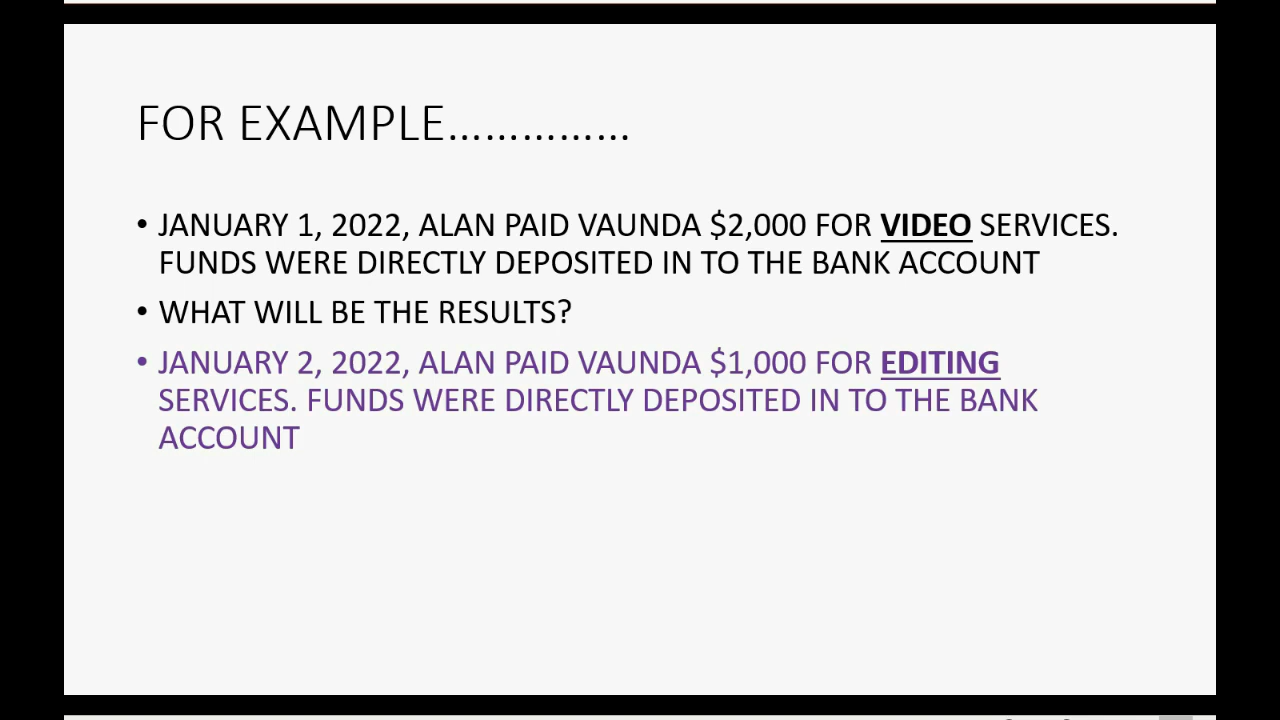 FOR EXAMPLE……………
• JANUARY 1, 2022, ALAN PAID VAUNDA $2,000 FOR VIDEO SERVICES.
FUNDS WERE DIRECTLY DEPOSITED IN TO THE BANK ACCOUNT
• WHAT WILL BE THE RESULTS?
• JANUARY 2, 2022, ALAN PAID VAUNDA $1,000 FOR EDITING
SERVICES. FUNDS WERE DIRECTLY DEPOSITED IN TO THE BANK
ACCOUNT